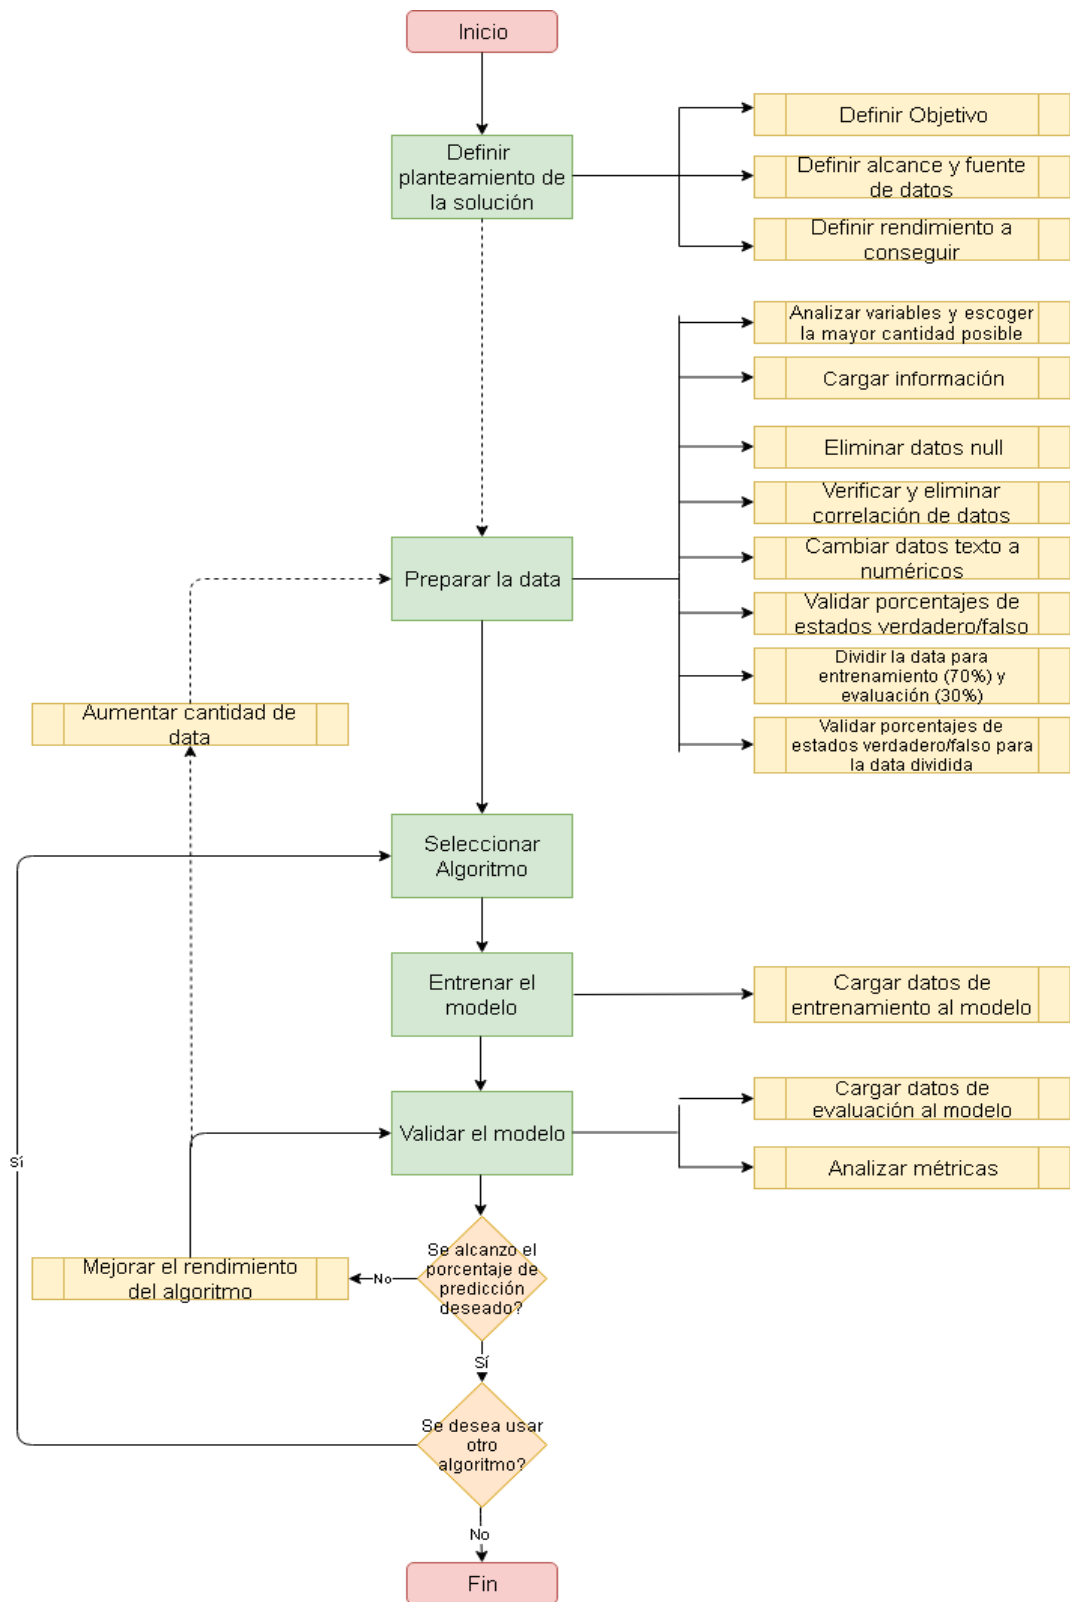 Inicio
Definir
planteamiento de
la solución
Definir Objetivo
Definir alcance y fuente
de datos
Definir rendimiento a
conseguir
Analizar variables y escoger
la mayor cantidad posible
Cargar información
Eliminar datos null
Verificar y eliminar
correlación de datos
Cambiar datos texto a
numéricos
Validar porcentajes de
estados verdadero/falso
Dividir la data para
entrenamiento (70%) y
evaluación (30%)
Validar porcentajes de
estados verdadero/falso para
la data dividida
Preparar la data
Aumentar cantidad de
data
Seleccionar
Algoritmo
Entrenar el
modelo
Cargar datos de
entrenamiento al modelo
Validar el modelo
Cargar datos de
evaluación al modelo
Analizar métricas
Sí
Se alcanzo el
porcentaje de
predicción
deseado?
No
Mejorar el rendimiento
del algoritmo
Sí
Se desea usar
otro
algoritmo?
No
Fin